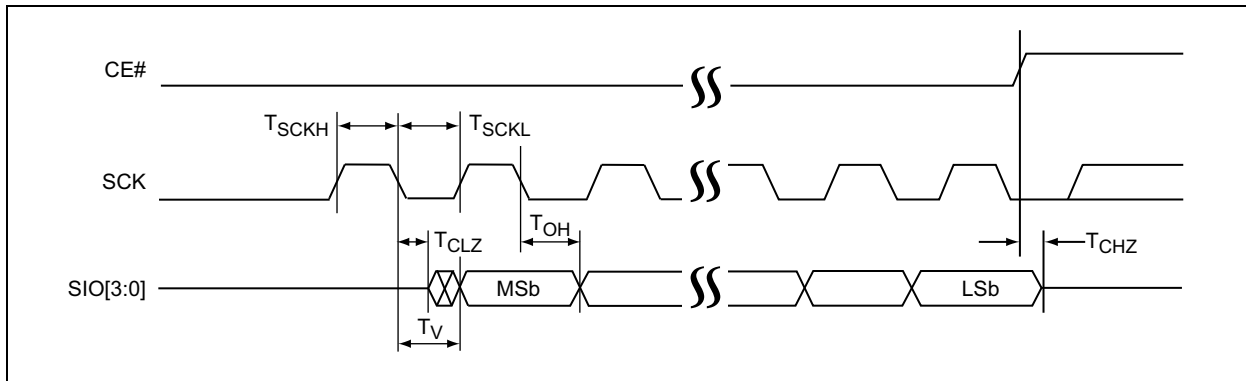 CE#
T_SCKH
T_SCKL
SCK
T_OH
T_CLZ
T_CHZ
SIO[3:0]
MSb
LSb
T_V